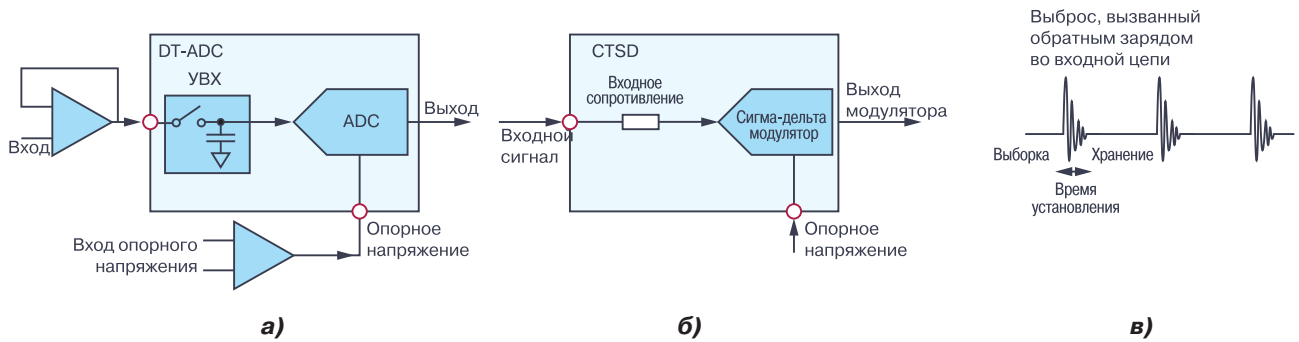 DT-ADC
УВХ
Вход
ADC
Выход
Вход опорного
напряжения
Опорное
напряжение
а)
CTSD
Входное
сопротивление
Входной
сигнал
Сигма-дельта
модулятор
Выход
модулятора
Опорное
напряжение
б)
Выброс, вызванный
обратным зарядом
во входной цепи
Выборка
Хранение
Время
установления
в)